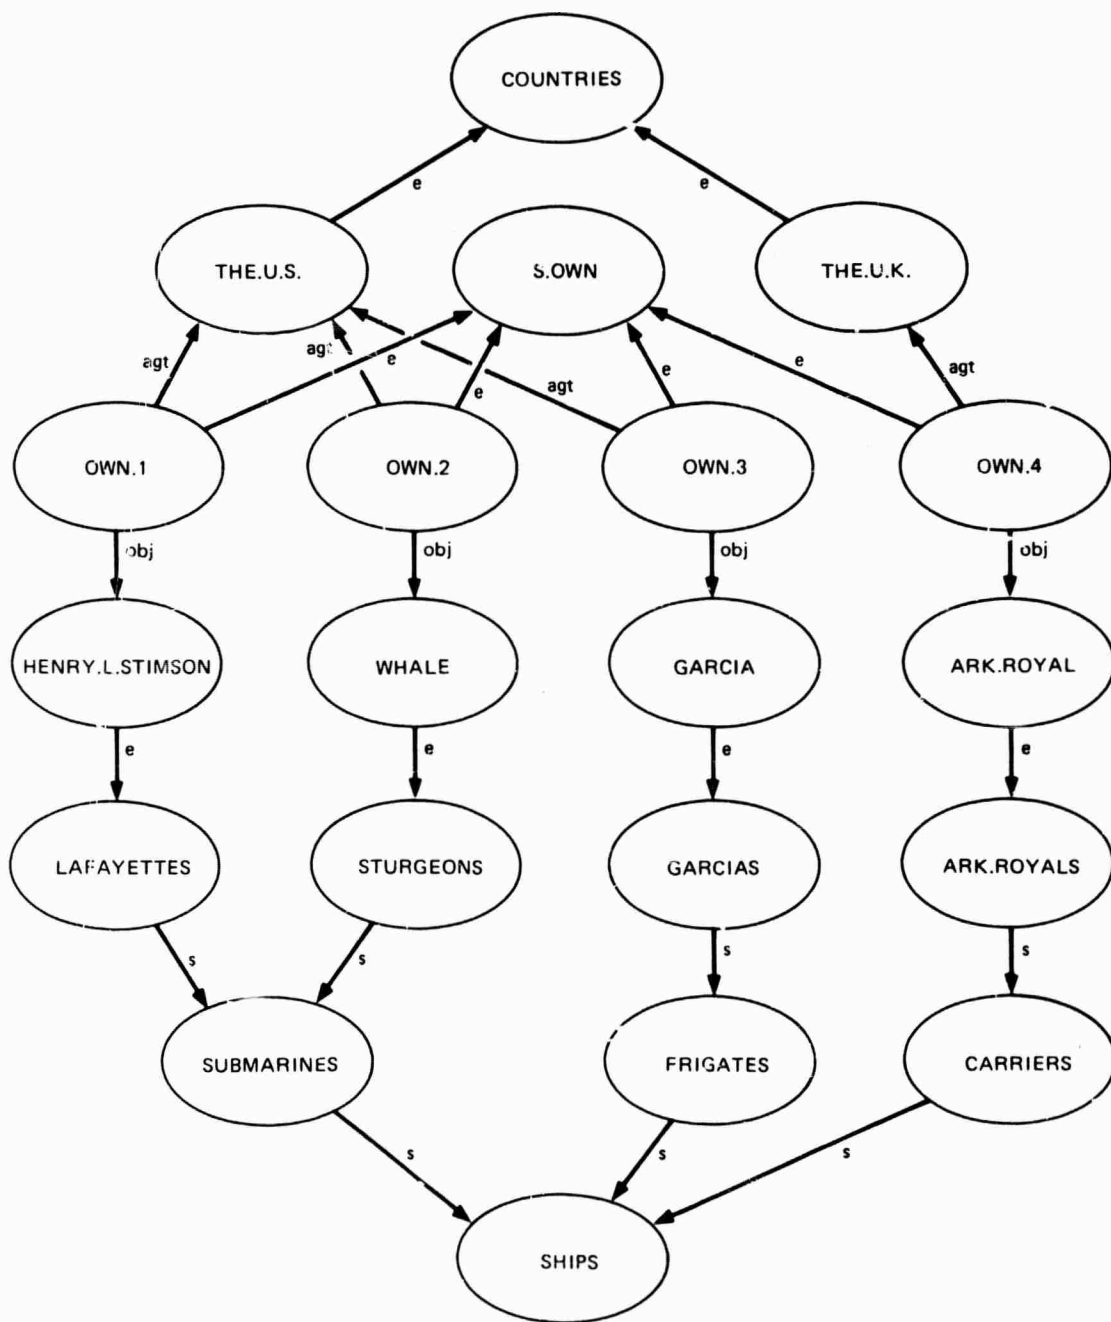 COUNTRIES
e
e
THE.U.S.
S.OWN
THE.U.K.
agt
agt
e
e
agt
e
e
agt
OWN.1
OWN.2
OWN.3
OWN.4
obj
obj
obj
obj
HENRY.L.STIMSON
WHALE
GARCIA
ARK.ROYAL
e
e
e
e
LAFAYETTES
STURGEONS
GARCIAS
ARK.ROYALS
s
s
s
s
SUBMARINES
FRIGATES
CARRIERS
s
s
s
SHIPS